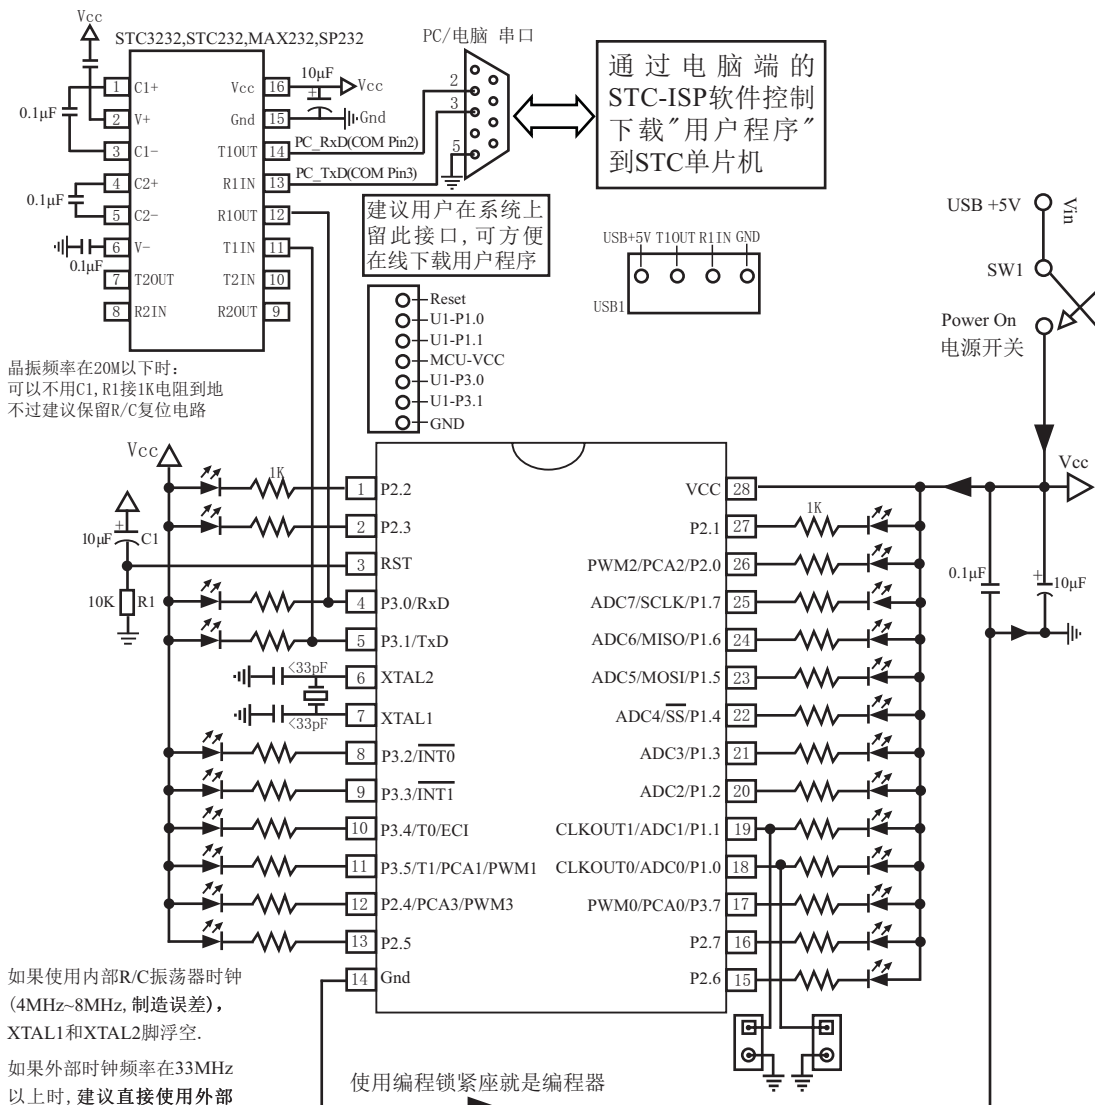 Vcc
STC3232,STC232,MAX232,SP232
PC/电脑 串口
通过电脑端的
STC-ISP软件控制
下载"用户程序"
到STC单片机
1 C1+ Vcc 16
10μF
Vcc
0.1μF
2 V+ Gnd 15
Gnd
3 C1- T1OUT 14
PC_RxD(COM Pin2)
4 C2+ R1IN 13
PC_TxD(COM Pin3)
0.1μF
5 C2- R1OUT 12
6 V- T1IN 11
0.1μF
7 T2OUT T2IN 10
8 R2IN R2OUT 9
2
3
5
建议用户在系统上
留此接口,可方便
在线下载用户程序
USB+5V T1OUT R1IN GND
USB1
USB +5V
Vin
SW1
Power On
电源开关
Reset
U1-P1.0
U1-P1.1
MCU-VCC
U1-P3.0
U1-P3.1
GND
晶振频率在20M以下时:
可以不用C1,R1接1K电阻到地
不过建议保留R/C复位电路
Vcc
1K
10μF
+
C1
10K
R1
<33pF
<33pF
1 P2.2
2 P2.3
3 RST
4 P3.0/RxD
5 P3.1/TxD
6 XTAL2
7 XTAL1
8 P3.2/INT0
9 P3.3/INT1
10 P3.4/T0/ECI
11 P3.5/T1/PCA1/PWM1
12 P2.4/PCA3/PWM3
13 P2.5
14 Gnd
VCC 28
P2.1 27
PWM2/PCA2/P2.0 26
ADC7/SCLK/P1.7 25
ADC6/MISO/P1.6 24
ADC5/MOSI/P1.5 23
ADC4/SS/P1.4 22
ADC3/P1.3 21
ADC2/P1.2 20
CLKOUT1/ADC1/P1.1 19
CLKOUT0/ADC0/P1.0 18
PWM0/PCA0/P3.7 17
P2.7 16
P2.6 15
1K
Vcc
0.1μF
+
10μF
如果使用内部R/C振荡器时钟
(4MHz~8MHz,制造误差),
XTAL1和XTAL2脚浮空.
如果外部时钟频率在33MHz
以上时,建议直接使用外部
使用编程锁紧座就是编程器